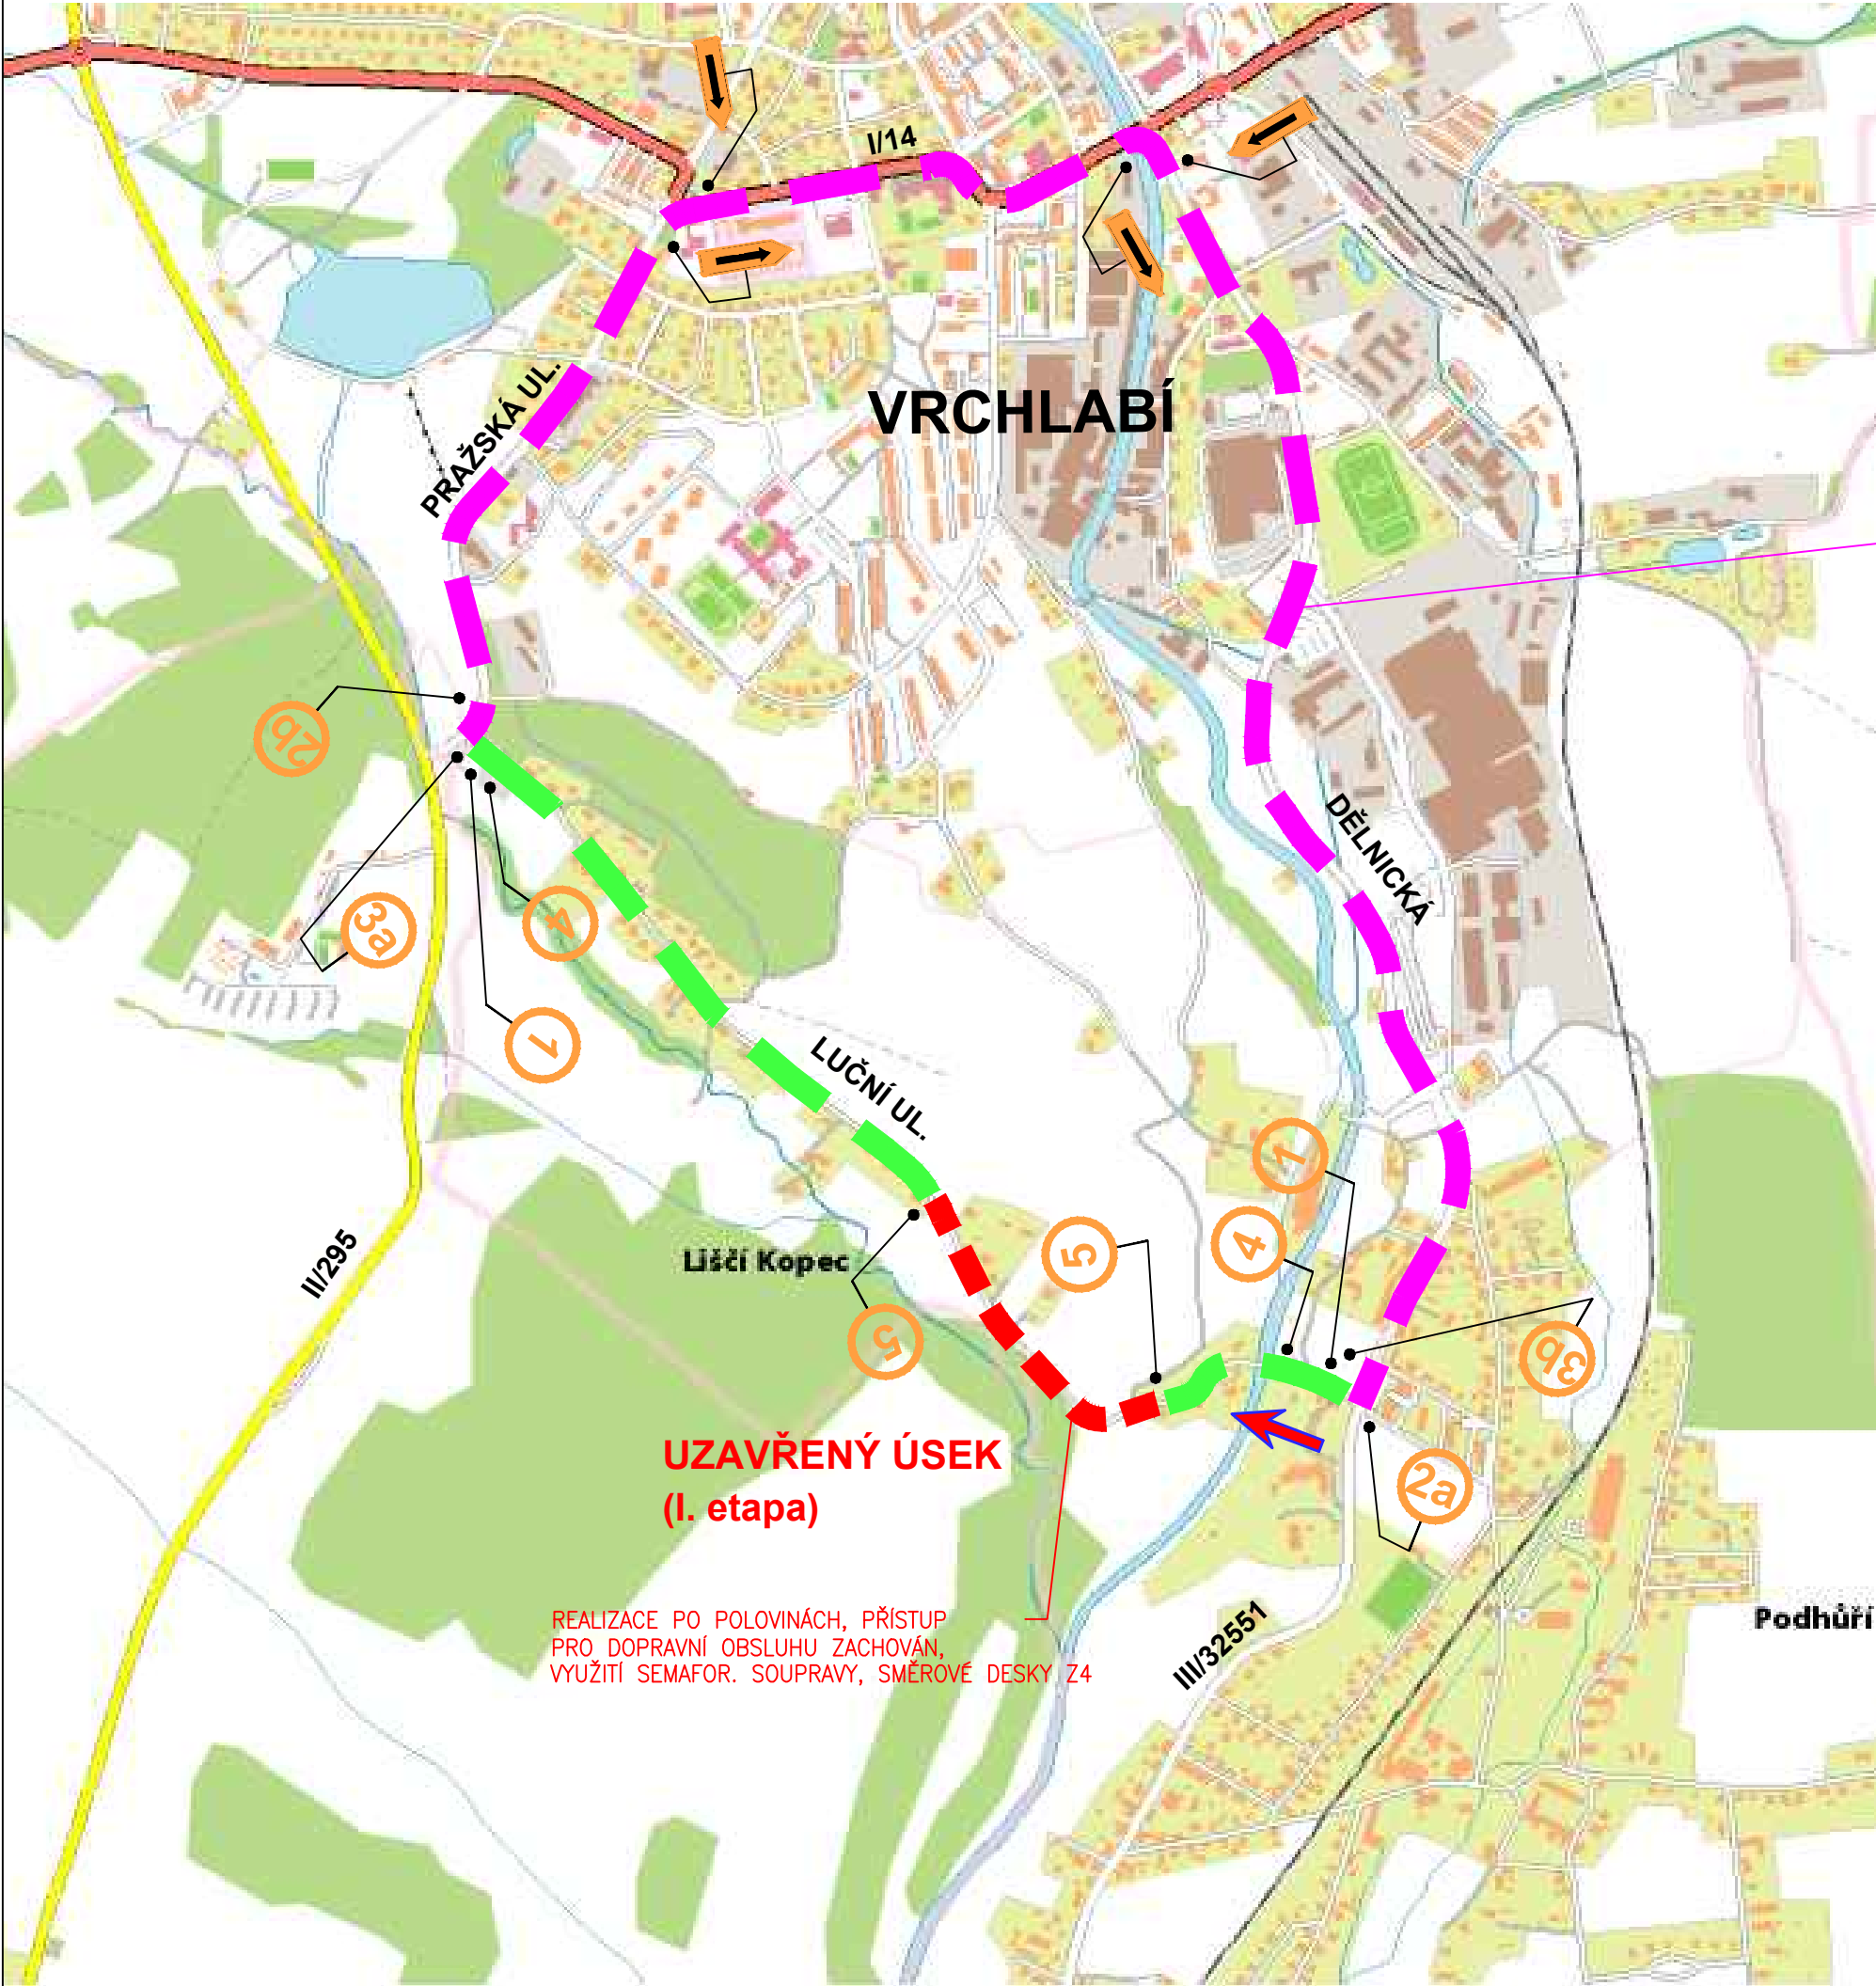 I/14
VRCHLABÍ
PRAŽSKÁ UL.
2b
DĚLNICKÁ
3a
4
1
LUČNÍ UL.
1
4
5
Liščí Kopec
II/295
5
3b
UZAVŘENÝ ÚSEK
(I. etapa)
2a
REALIZACE PO POLOVINÁCH, PŘÍSTUP
PRO DOPRAVNÍ OBSLUHU ZACHOVÁN,
VYUŽITÍ SEMAFOR. SOUPRAVY, SMĚROVÉ DESKY Z4
III/32551
Podhůří